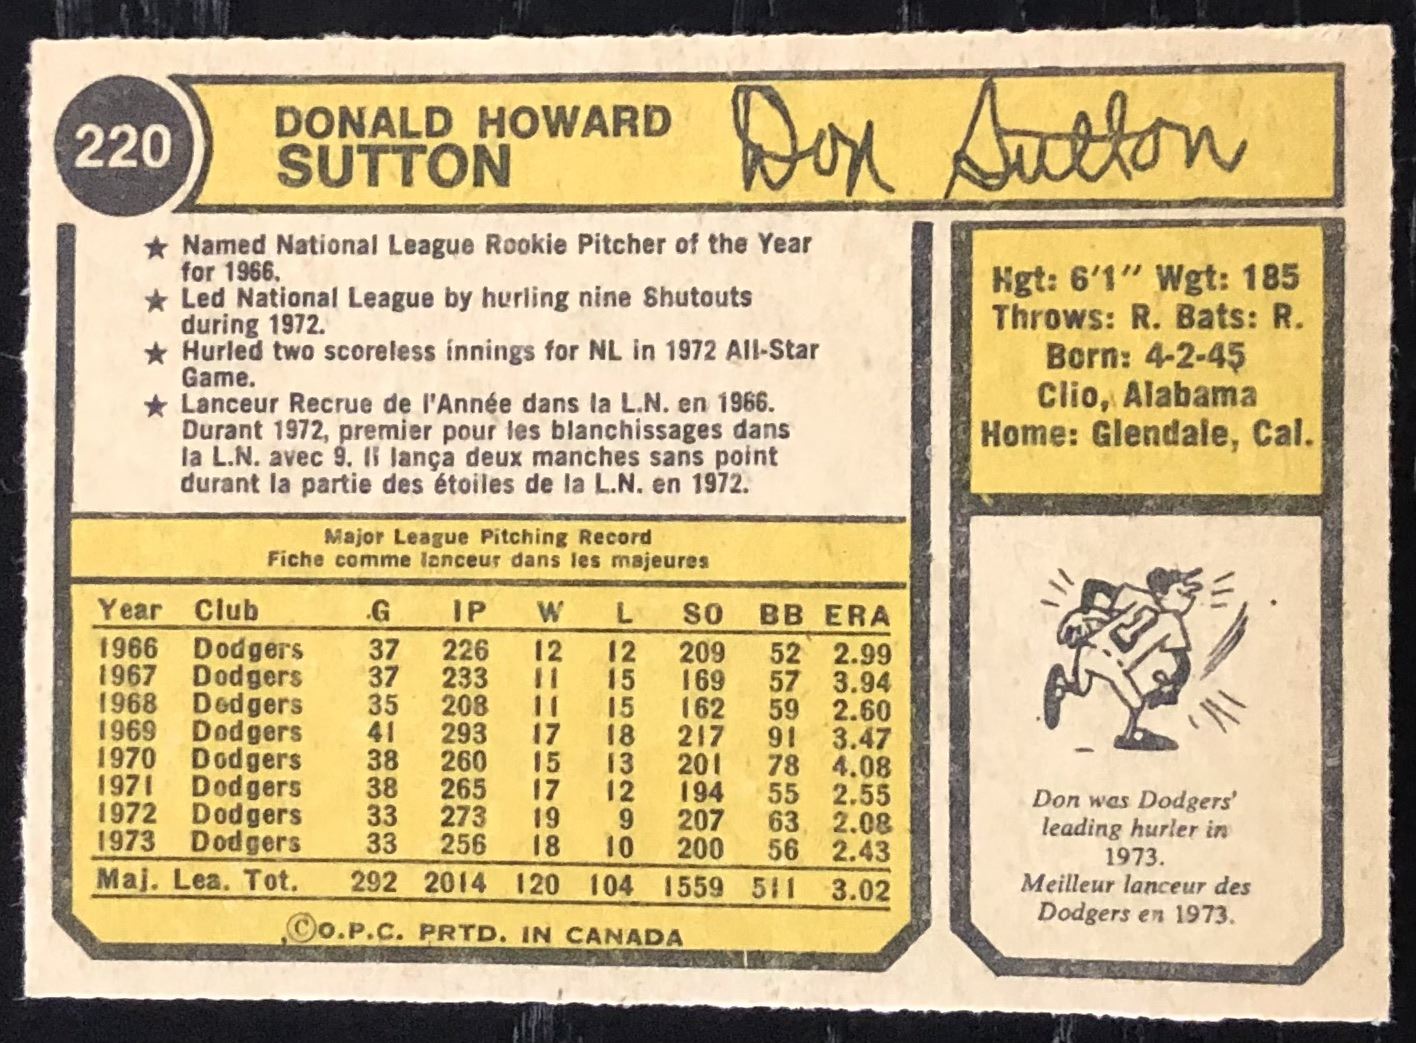 220
DONALD HOWARD
SUTTON
Don Sutton
★ Named National League Rookie Pitcher of the Year
for 1966.
★ Led National League by hurling nine Shutouts
during 1972.
★ Hurled two scoreless innings for NL in 1972 All-Star
Game.
★ Lanceur Recrue de l'Année dans la L.N. en 1966.
Durant 1972, premier pour les blanchissages dans
la L.N. avec 9. Il lança deux manches sans point
durant la partie des étoiles de la L.N. en 1972.
Hgt: 6'1" Wgt: 185
Throws: R. Bats: R.
Born: 4-2-45
Clio, Alabama
Home: Glendale, Cal.
Major League Pitching Record
Fiche comme lanceur dans les majeures
Year Club G IP W L SO BB ERA
1966 Dodgers 37 226 12 12 209 52 2.99
1967 Dodgers 37 233 11 15 169 57 3.94
1968 Dodgers 35 208 11 15 162 59 2.60
1969 Dodgers 41 293 17 18 217 91 3.47
1970 Dodgers 38 260 15 13 201 78 4.08
1971 Dodgers 38 265 17 12 194 55 2.55
1972 Dodgers 33 273 19 9 207 63 2.08
1973 Dodgers 33 256 18 10 200 56 2.43
Maj. Lea. Tot. 292 2014 120 104 1559 511 3.02
©O.P.C. PRTD. IN CANADA
Don was Dodgers'
leading hurler in
1973.
Meilleur lanceur des
Dodgers en 1973.